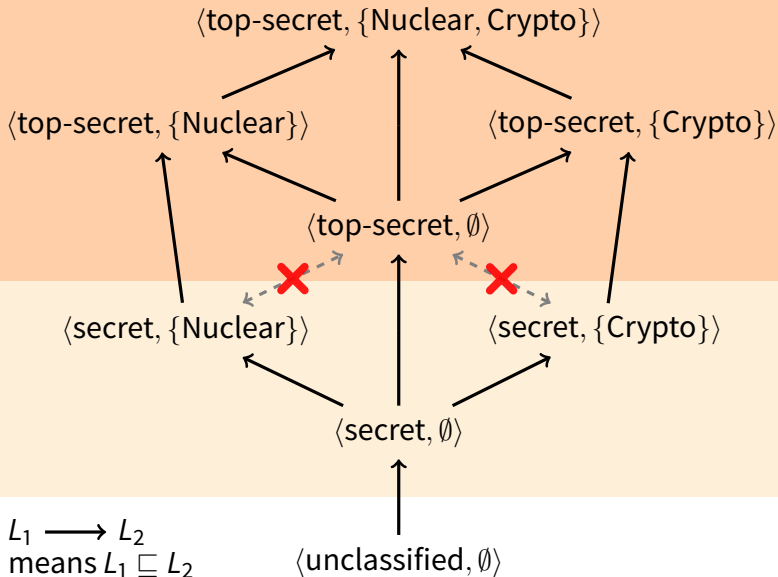 ⟨top-secret, {Nuclear, Crypto}⟩
⟨top-secret, {Nuclear}⟩
⟨top-secret, {Crypto}⟩
⟨top-secret, ∅⟩
⟨secret, {Nuclear}⟩
⟨secret, {Crypto}⟩
⟨secret, ∅⟩
L₁ ⟶ L₂
means L₁ ⊑ L₂
⟨unclassified, ∅⟩